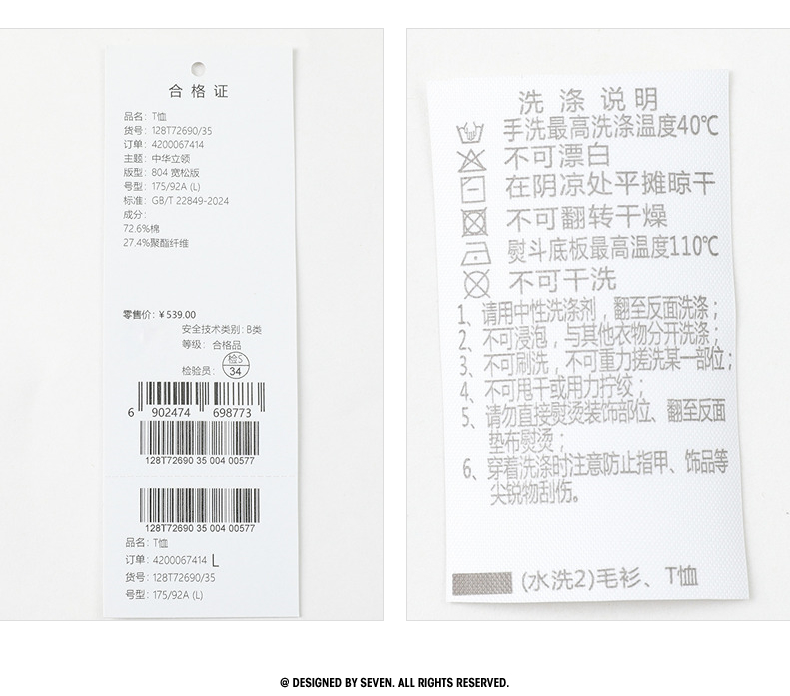 合格证
品名：T恤
货号：128T72690/35
订单：4200067414
主题：中华立领
版型：804 宽松版
号型：175/92A (L)
标准：GB/T 22849-2024
成分：
72.6%棉
27.4%聚酯纤维
零售价：￥539.00
安全技术类别：B类
等级：合格品
检验员：检S 34
6 902474 698773
128T72690 35 004 00577
128T72690 35 004 00577
品名：T恤
订单：4200067414 L
货号：128T72690/35
号型：175/92A (L)
洗涤说明
手洗最高洗涤温度40℃
不可漂白
在阴凉处平摊晾干
不可翻转干燥
熨斗底板最高温度110℃
不可干洗
1、请用中性洗涤剂，翻至反面洗涤；
2、不可浸泡，与其他衣物分开洗涤；
3、不可刷洗，不可重力搓洗某一部位；
4、不可甩干或用力拧绞；
5、请勿直接熨烫装饰部位、翻至反面
垫布熨烫；
6、穿着洗涤时注意防止指甲、饰品等
尖锐物刮伤。
(水洗2)毛衫、T恤
@ DESIGNED BY SEVEN. ALL RIGHTS RESERVED.